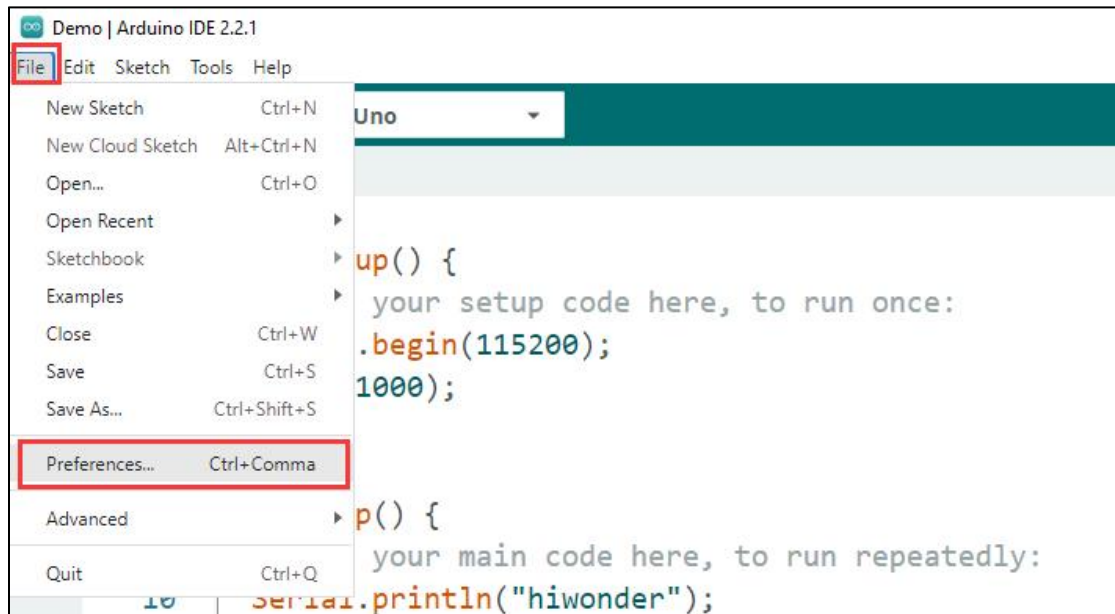 Demo | Arduino IDE 2.2.1
File Edit Sketch Tools Help
New Sketch Ctrl+N
Uno
New Cloud Sketch Alt+Ctrl+N
Open... Ctrl+O
Open Recent
Sketchbook
up() {
Examples
your setup code here, to run once:
Close Ctrl+W
.begin(115200);
Save Ctrl+S
1000);
Save As... Ctrl+Shift+S
Preferences... Ctrl+Comma
Advanced
p() {
your main code here, to run repeatedly:
Quit Ctrl+Q
10 Serial.println("hiwonder");